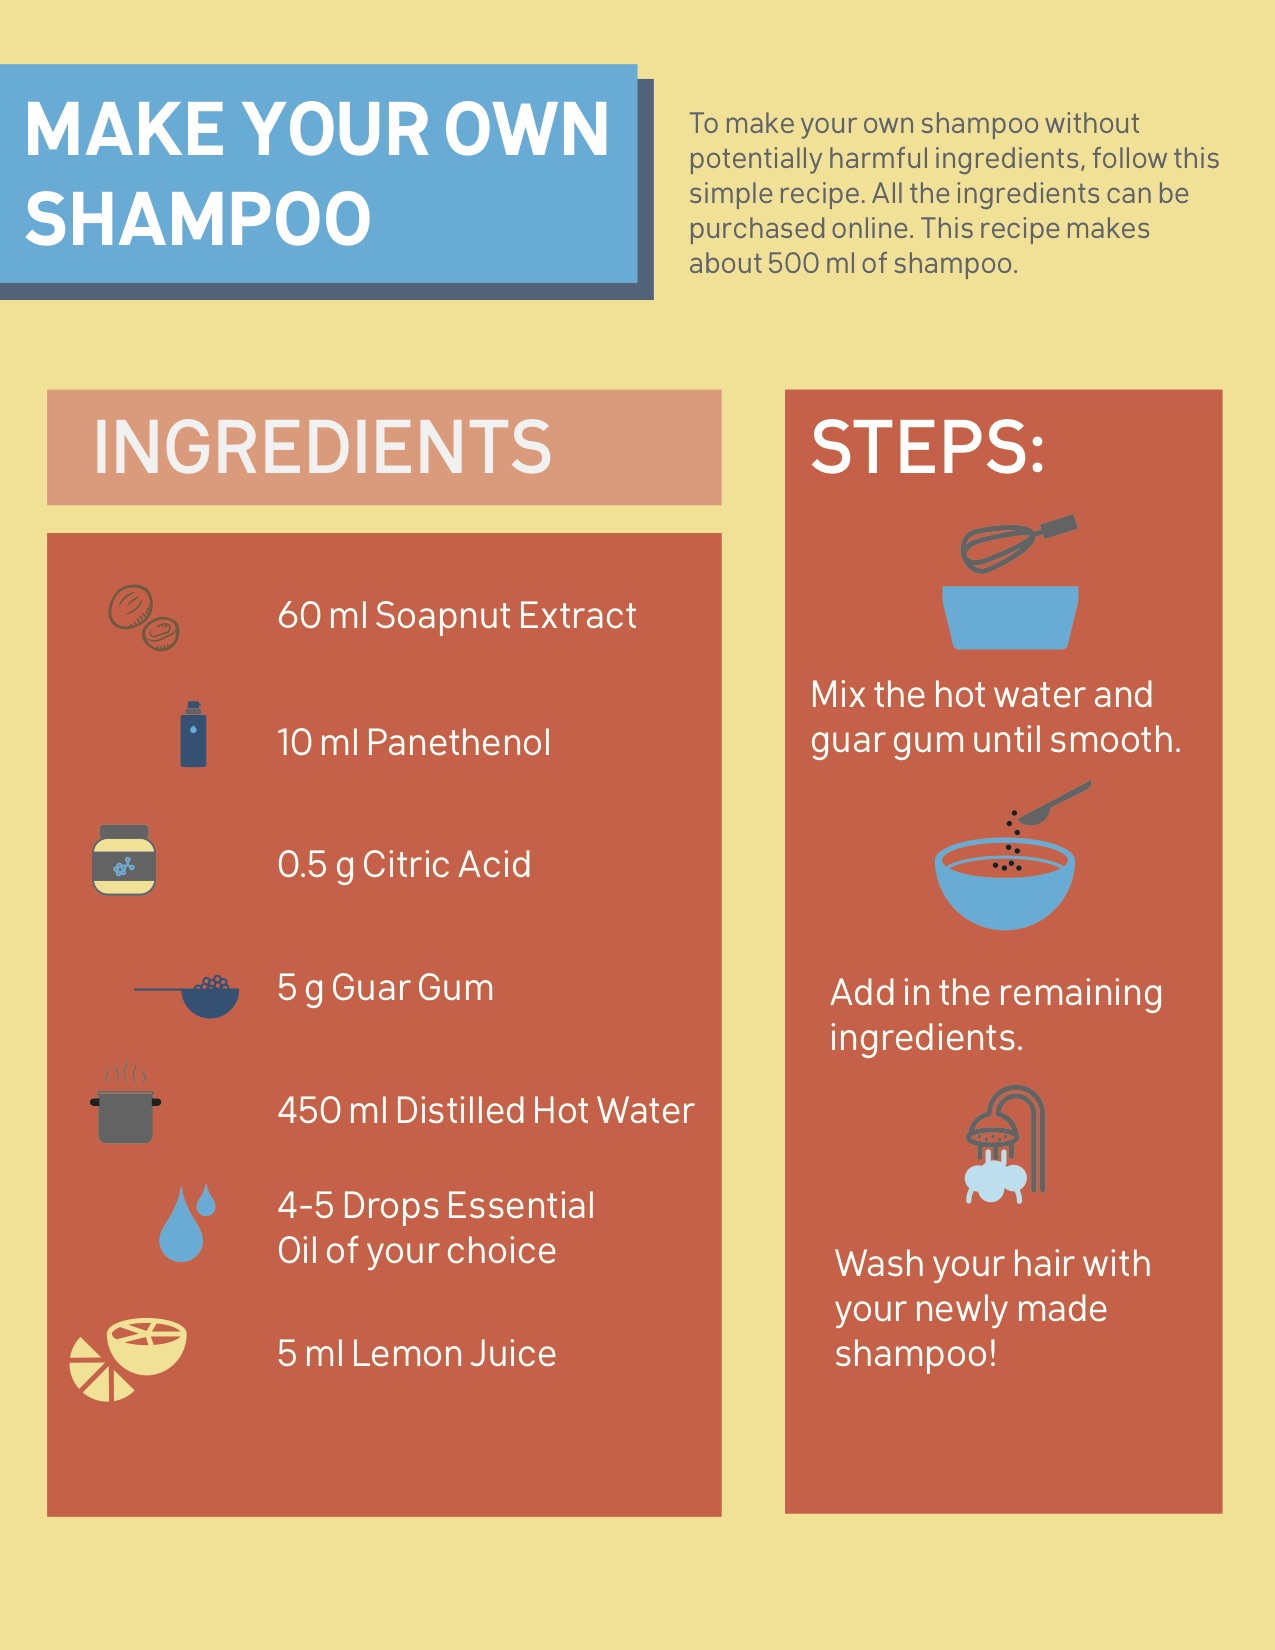 MAKE YOUR OWN
SHAMPOO
To make your own shampoo without
potentially harmful ingredients, follow this
simple recipe. All the ingredients can be
purchased online. This recipe makes
about 500 ml of shampoo.
INGREDIENTS
60 ml Soapnut Extract
10 ml Panethenol
0.5 g Citric Acid
5 g Guar Gum
450 ml Distilled Hot Water
4-5 Drops Essential
Oil of your choice
5 ml Lemon Juice
STEPS:
Mix the hot water and
guar gum until smooth.
Add in the remaining
ingredients.
Wash your hair with
your newly made
shampoo!